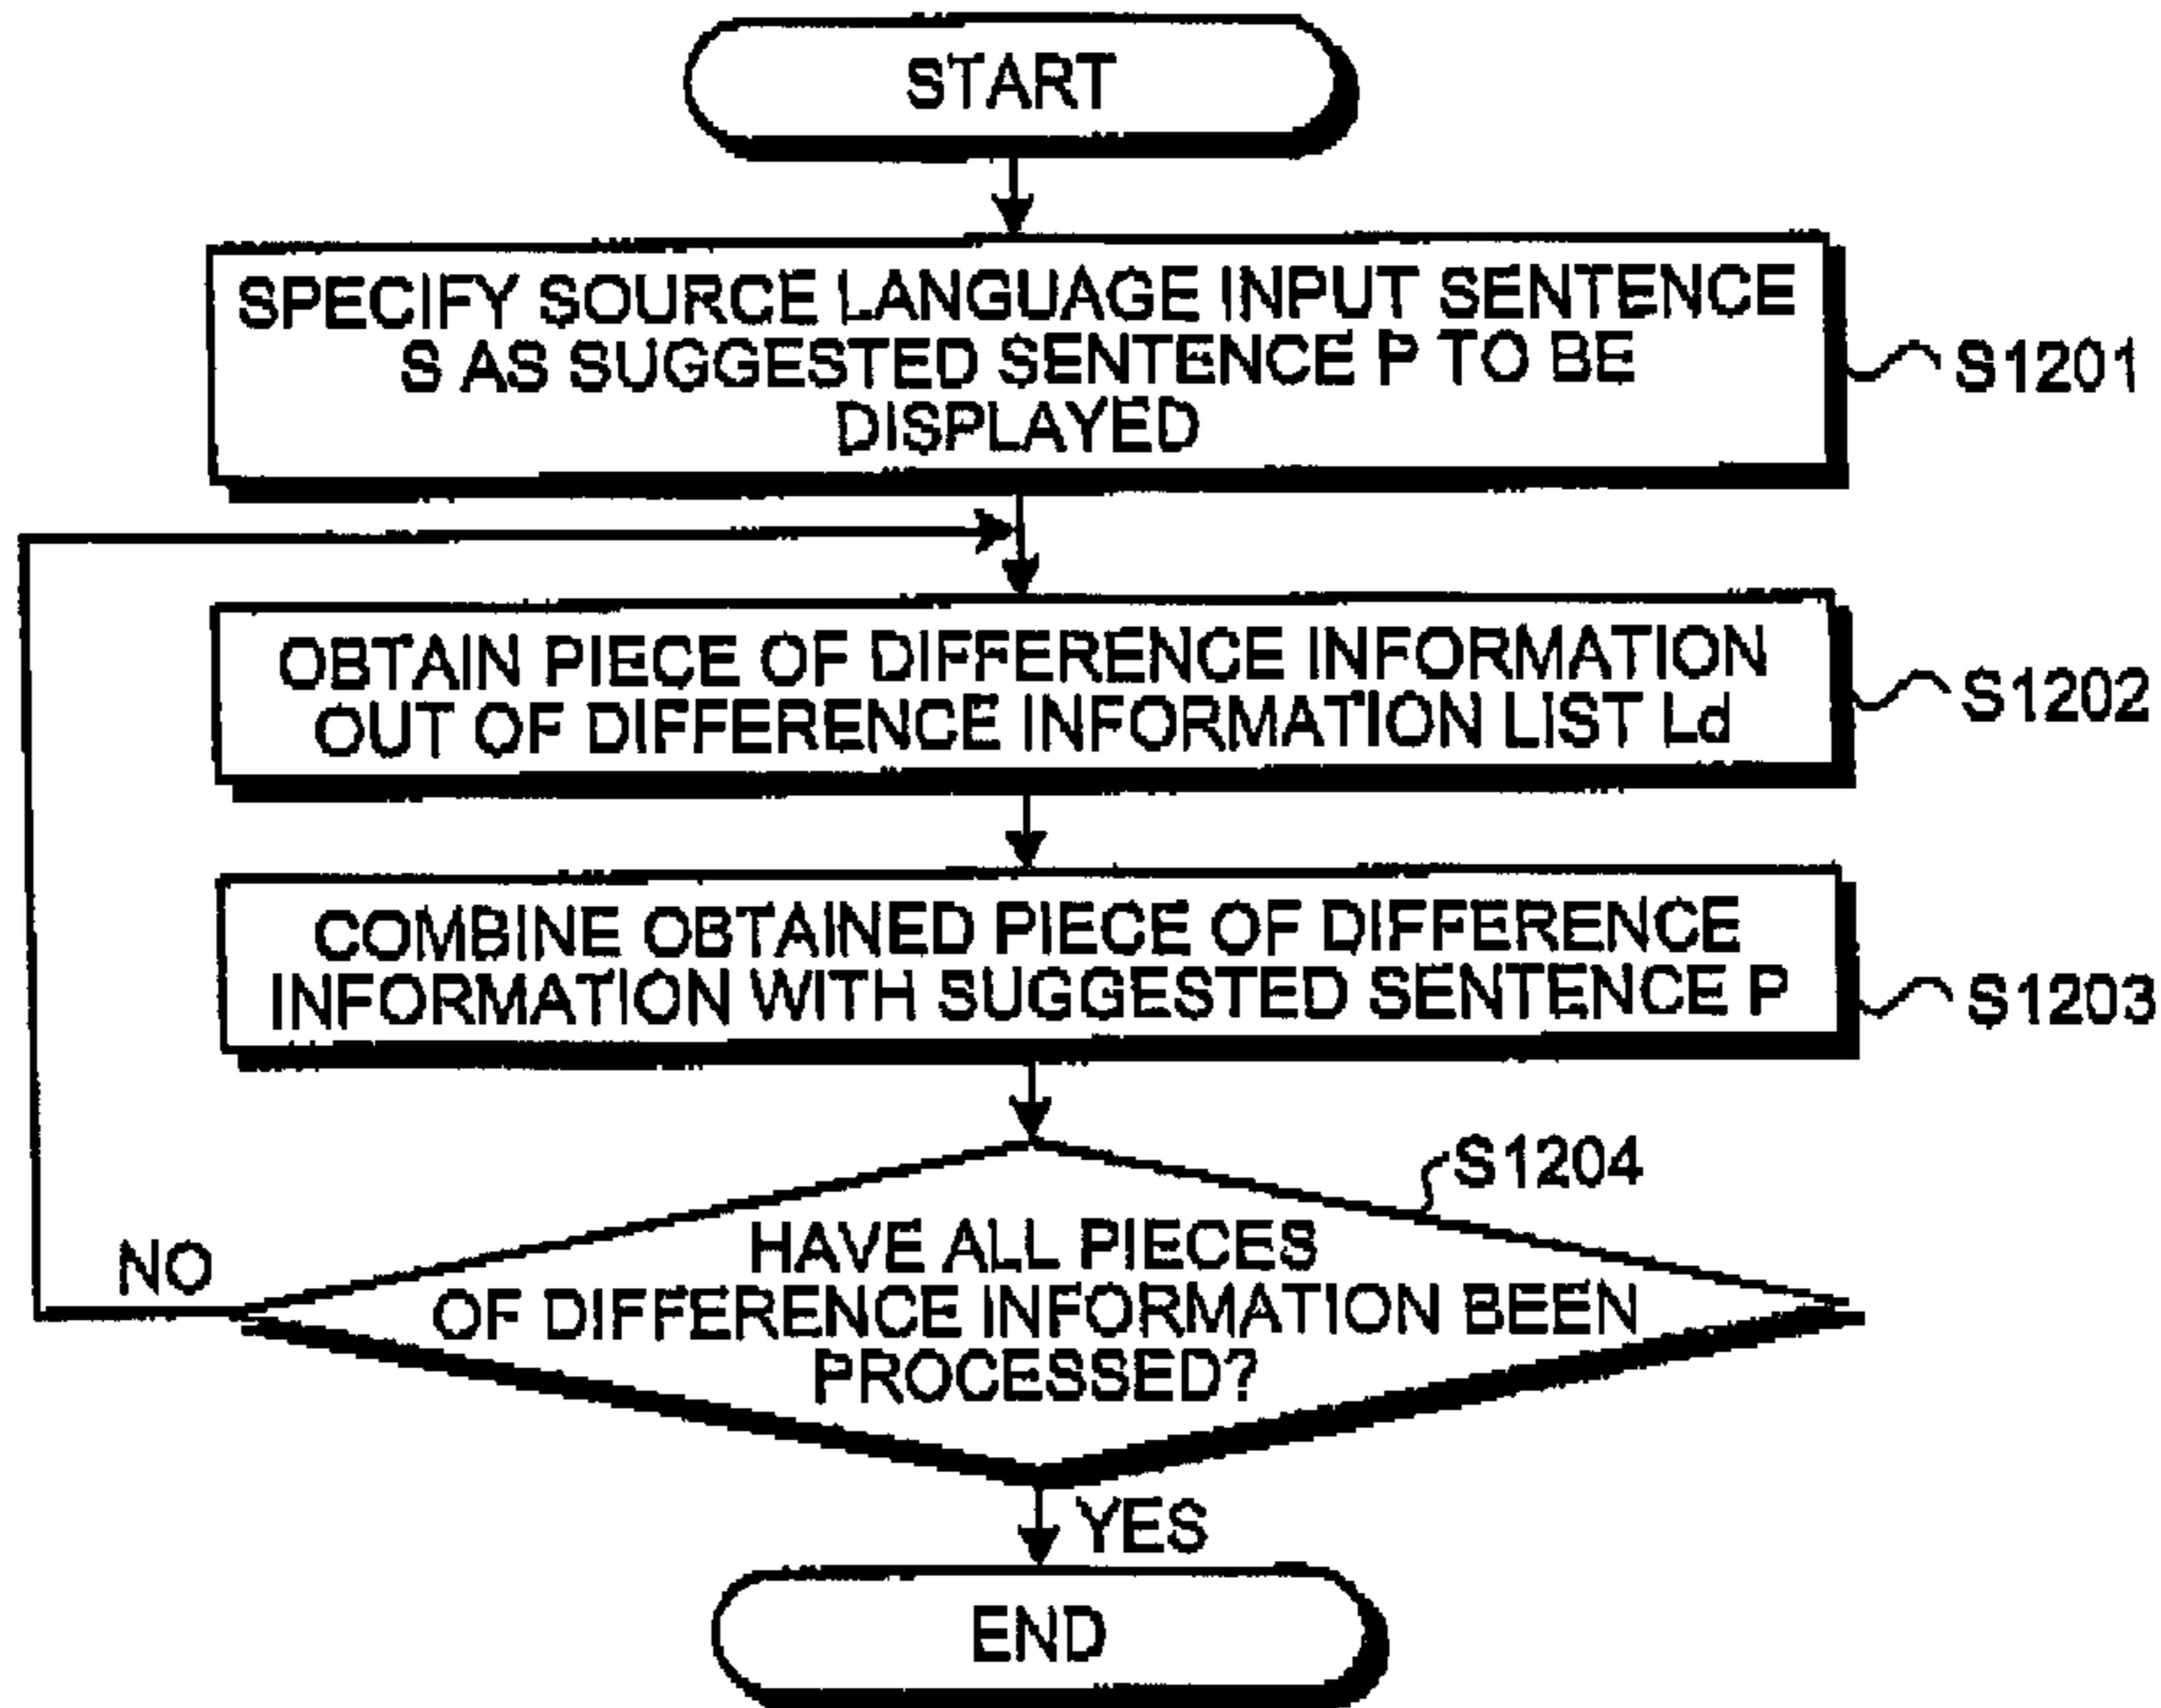 START
SPECIFY SOURCE LANGUAGE INPUT SENTENCE
S AS SUGGESTED SENTENCE P TO BE
DISPLAYED
S1201
OBTAIN PIECE OF DIFFERENCE INFORMATION
OUT OF DIFFERENCE INFORMATION LIST Ld
S1202
COMBINE OBTAINED PIECE OF DIFFERENCE
INFORMATION WITH SUGGESTED SENTENCE P
S1203
S1204
HAVE ALL PIECES
OF DIFFERENCE INFORMATION BEEN
PROCESSED?
NO
YES
END